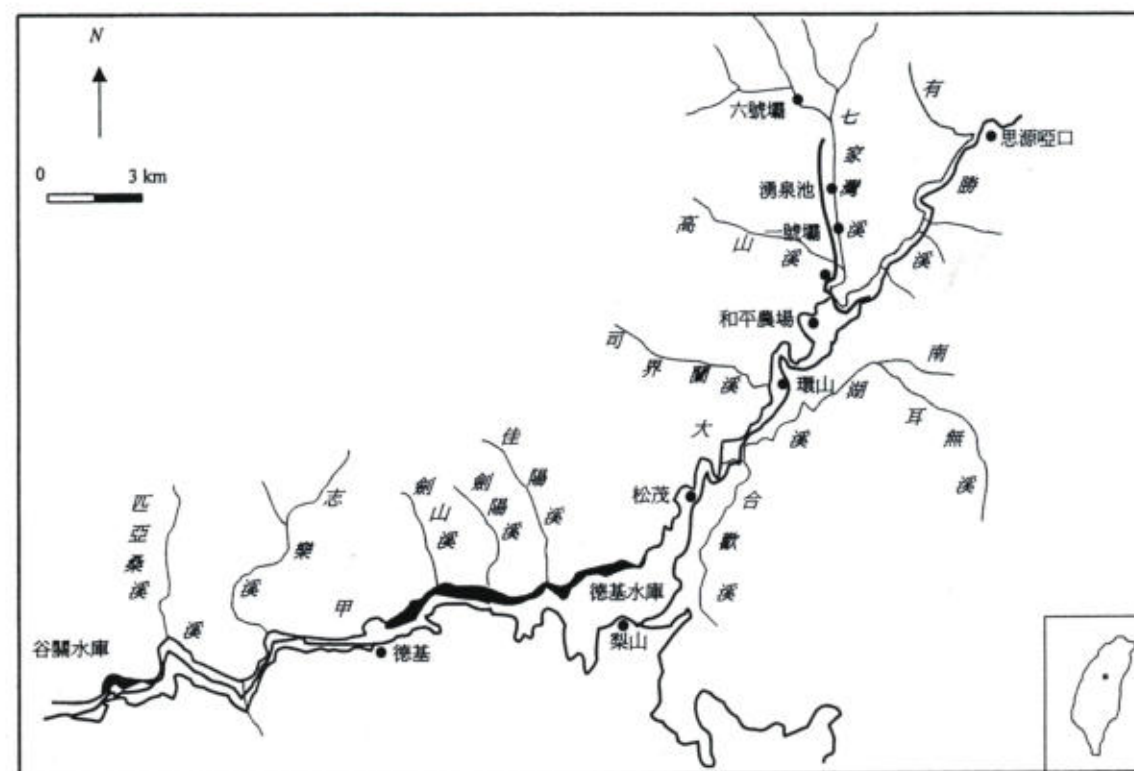 N
0 3 km
六號壩
七家灣溪
有勝溪
思源啞口
湧泉池
一號壩
高山溪
和平農場
司界蘭溪
環山
南湖溪
耳無溪
大甲溪
松茂
合歡溪
佳陽溪
劍陽溪
劍山溪
志樂溪
匹亞桑溪
德基水庫
梨山
德基
谷關水庫